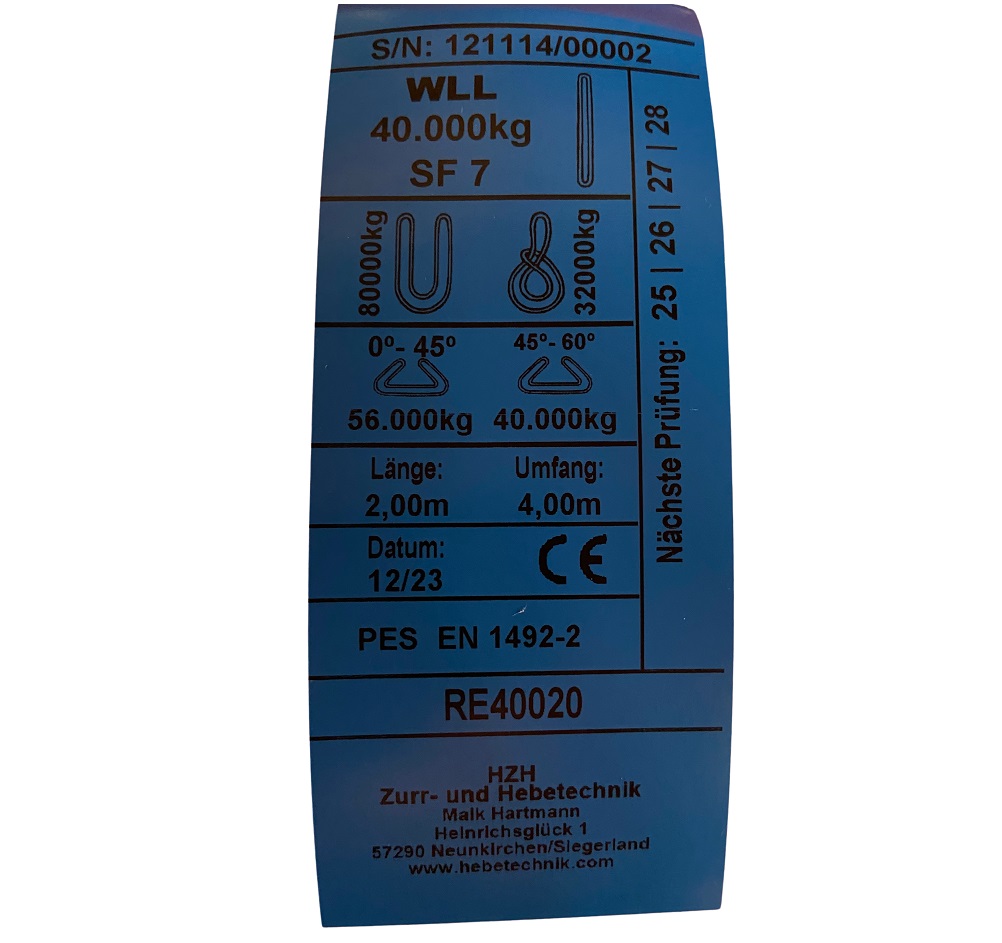 S/N: 121114/00002
WLL
40.000kg
SF 7
80000kg
32000kg
0º- 45º
45º- 60º
56.000kg
40.000kg
Länge:
Umfang:
2,00m
4,00m
Datum:
12/23
CE
PES EN 1492-2
Nächste Prüfung: 25 | 26 | 27 | 28
RE40020
HZH
Zurr- und Hebetechnik
Maik Hartmann
Heinrichsglück 1
57290 Neunkirchen/Siegerland
www.hebetechnik.com